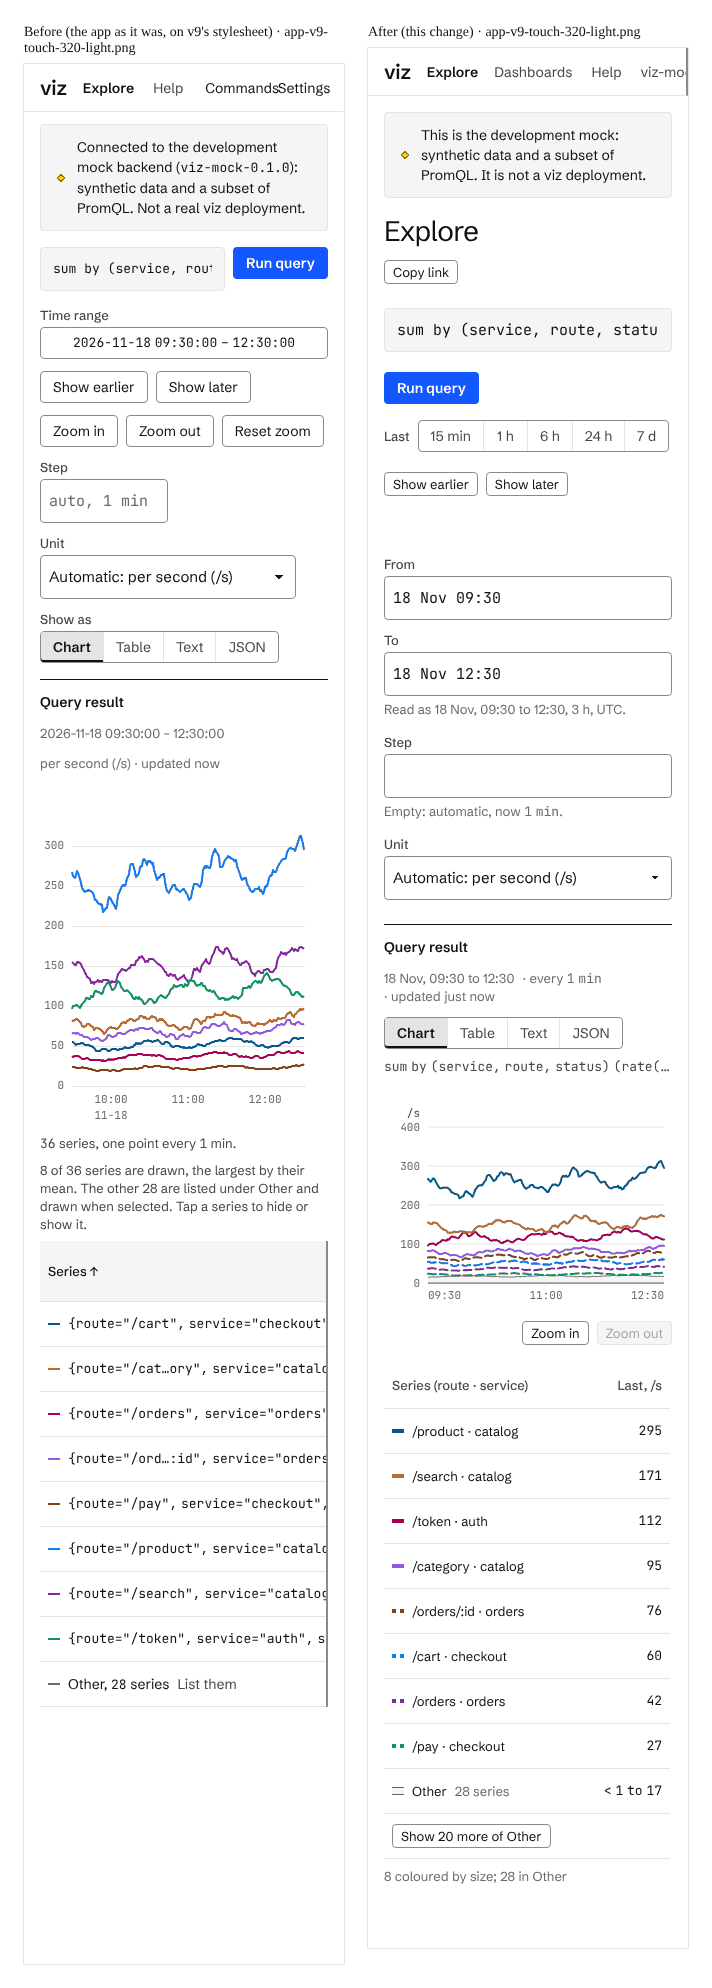 Before (the app as it was, on v9's stylesheet) · app-v9-
touch-320-light.png
viz Explore Help Commands Settings
Connected to the development
mock backend (viz-mock-0.1.0):
synthetic data and a subset of
PromQL. Not a real viz deployment.
sum by (service, rout
Run query
Time range
2026-11-18 09:30:00 – 12:30:00
Show earlier
Show later
Zoom in
Zoom out
Reset zoom
Step
auto, 1 min
Unit
Automatic: per second (/s)
Show as
Chart Table Text JSON
Query result
2026-11-18 09:30:00 – 12:30:00
per second (/s) · updated now
300
250
200
150
100
50
0
10:00 11:00 12:00
11-18
36 series, one point every 1 min.
8 of 36 series are drawn, the largest by their
mean. The other 28 are listed under Other and
drawn when selected. Tap a series to hide or
show it.
Series ↑
{route="/cart", service="checkout"
{route="/cat…ory", service="catalo
{route="/orders", service="orders"
{route="/ord…:id", service="orders
{route="/pay", service="checkout",
{route="/product", service="catalo
{route="/search", service="catalog
{route="/token", service="auth", s
Other, 28 series List them
After (this change) · app-v9-touch-320-light.png
viz Explore Dashboards Help viz-mo
This is the development mock:
synthetic data and a subset of
PromQL. It is not a viz deployment.
Explore
Copy link
sum by (service, route, statu
Run query
Last 15 min 1 h 6 h 24 h 7 d
Show earlier
Show later
From
18 Nov 09:30
To
18 Nov 12:30
Read as 18 Nov, 09:30 to 12:30, 3 h, UTC.
Step
Empty: automatic, now 1 min.
Unit
Automatic: per second (/s)
Query result
18 Nov, 09:30 to 12:30 · every 1 min
· updated just now
Chart Table Text JSON
sum by (service, route, status) (rate(…
/s
400
300
200
100
0
09:30 11:00 12:30
Zoom in
Zoom out
Series (route · service) Last, /s
/product · catalog 295
/search · catalog 171
/token · auth 112
/category · catalog 95
/orders/:id · orders 76
/cart · checkout 60
/orders · orders 42
/pay · checkout 27
Other 28 series < 1 to 17
Show 20 more of Other
8 coloured by size; 28 in Other